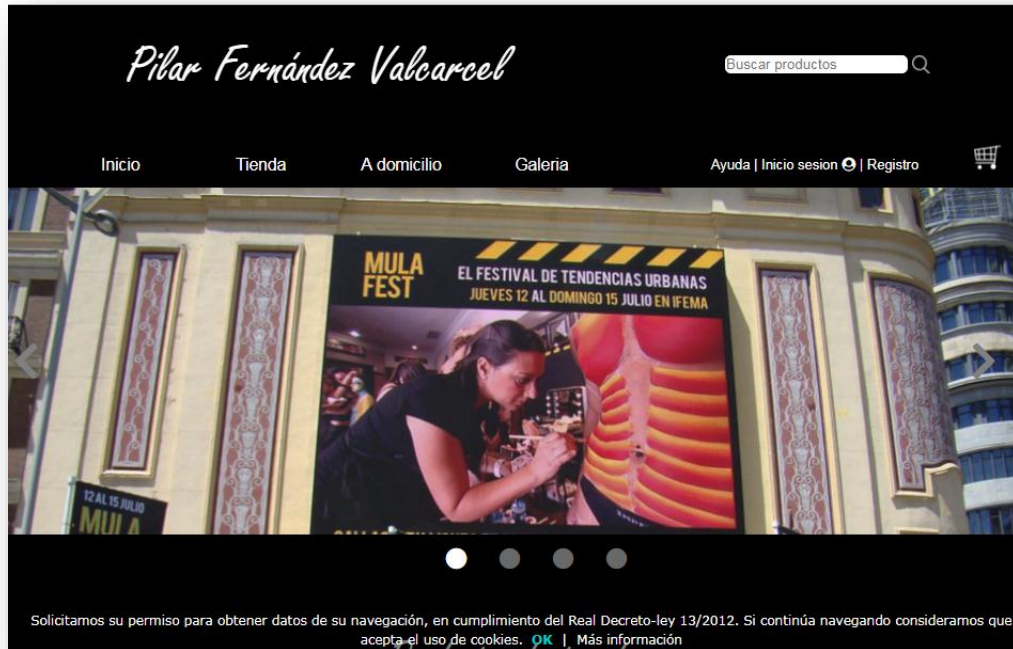 Pilar Fernández Valcarcel
Buscar productos
Inicio
Tienda
A domicilio
Galeria
Ayuda | Inicio sesion | Registro
MULA
FEST
EL FESTIVAL DE TENDENCIAS URBANAS
JUEVES 12 AL DOMINGO 15 JULIO EN IFEMA
12 AL 15 JULIO
MULA
Solicitamos su permiso para obtener datos de su navegación, en cumplimiento del Real Decreto-ley 13/2012. Si continúa navegando consideramos que
acepta el uso de cookies. OK | Más información